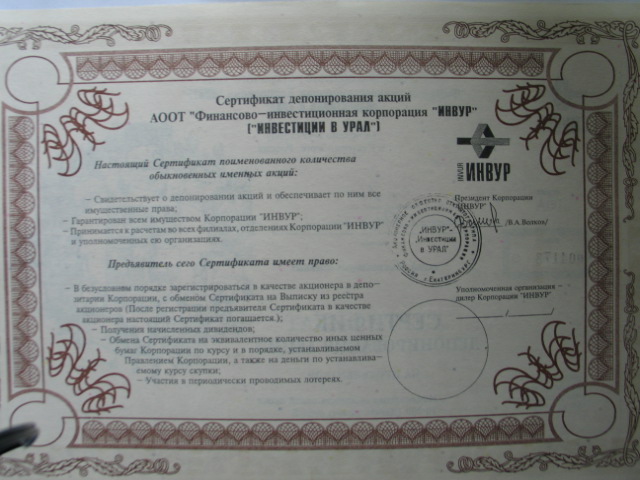 Сертификат депонирования акций
АООТ "Финансово-инвестиционная корпорация "ИНВУР"
("ИНВЕСТИЦИИ В УРАЛ")
Настоящий Сертификат поименованного количества
обыкновенных именных акций:
– Свидетельствует о депонировании акций и обеспечивает по ним все
имущественные права;
– Гарантирован всем имуществом Корпорации "ИНВУР";
– Принимается к расчетам во всех филиалах, отделениях Корпорации "ИНВУР"
и уполномоченных ею организациях.
Предъявитель сего Сертификата имеет право:
– В безусловном порядке зарегистрироваться в качестве акционера в депо-
зитарии Корпорации, с обменом Сертификата на Выписку из реестра
акционеров (После регистрации предъявителя Сертификата в качестве
акционера настоящий Сертификат погашается.);
– Получения начисленных дивидендов;
– Обмена Сертификата на эквивалентное количество иных ценных
бумаг Корпорации по курсу и в порядке, устанавливаемом
Правлением Корпорации, а также на деньги по устанавлива-
емому курсу скупки;
– Участия в периодически проводимых лотереях.
ИНВУР
Президент Корпорации
"ИНВУР"
/В.А.Волков/
"ИНВУР"
"Инвестиции
в УРАЛ"
Уполномоченная организация –
дилер Корпорации "ИНВУР"